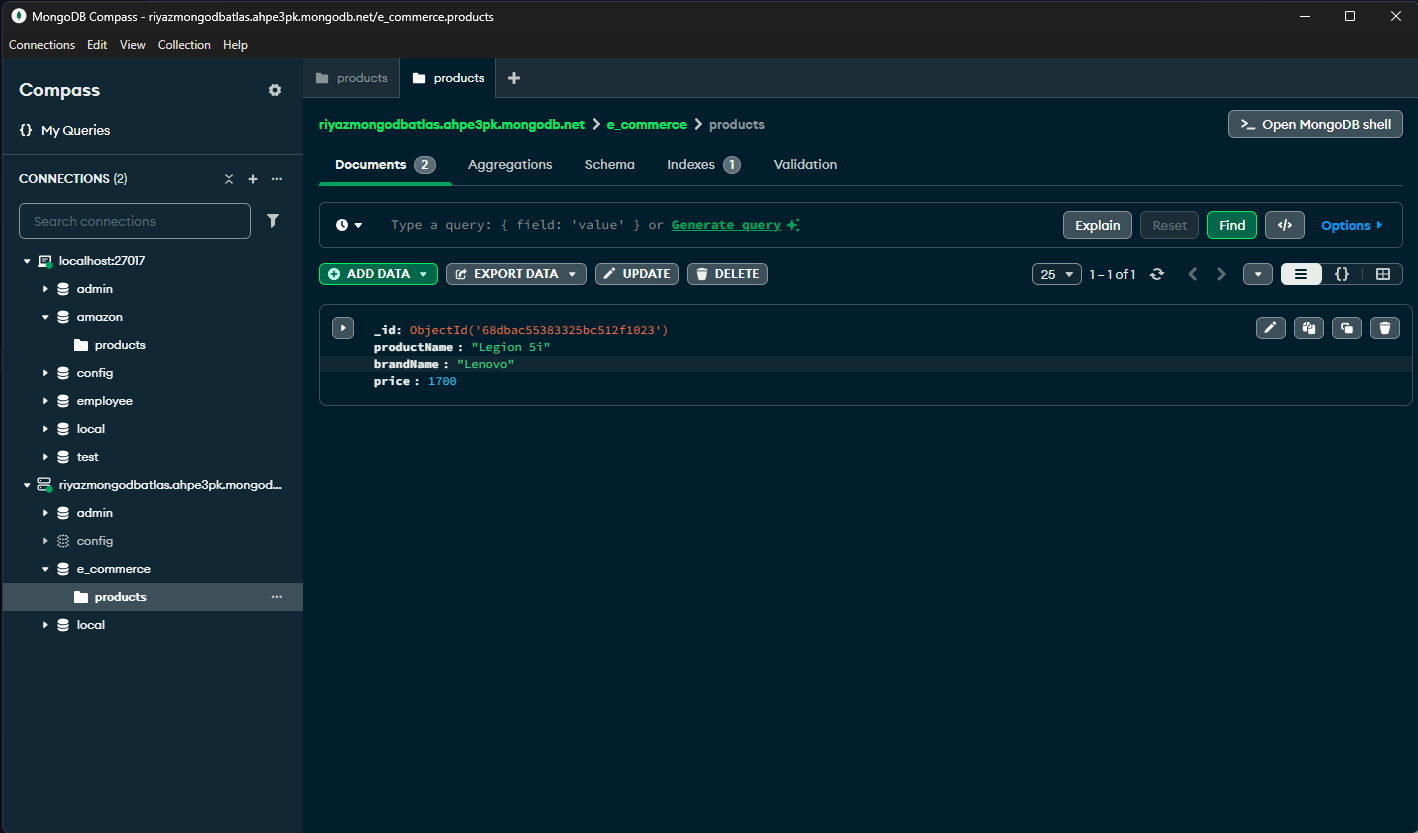 MongoDB Compass - riyazmongodbatlas.ahpe3pk.mongodb.net/e_commerce.products
Connections Edit View Collection Help
Compass
{} My Queries
CONNECTIONS (2)
Search connections
localhost:27017
admin
amazon
products
config
employee
local
test
riyazmongodbatlas.ahpe3pk.mongod...
admin
config
e_commerce
products
local
products products
riyazmongodbatlas.ahpe3pk.mongodb.net > e_commerce > products
>_ Open MongoDB shell
Documents 2 Aggregations Schema Indexes 1 Validation
Type a query: { field: 'value' } or Generate query
Explain Reset Find </> Options
ADD DATA EXPORT DATA UPDATE DELETE
25 1 – 1 of 1 {}
_id: ObjectId('68dbac55383325bc512f1023')
productName : "Legion 5i"
brandName : "Lenovo"
price : 1700